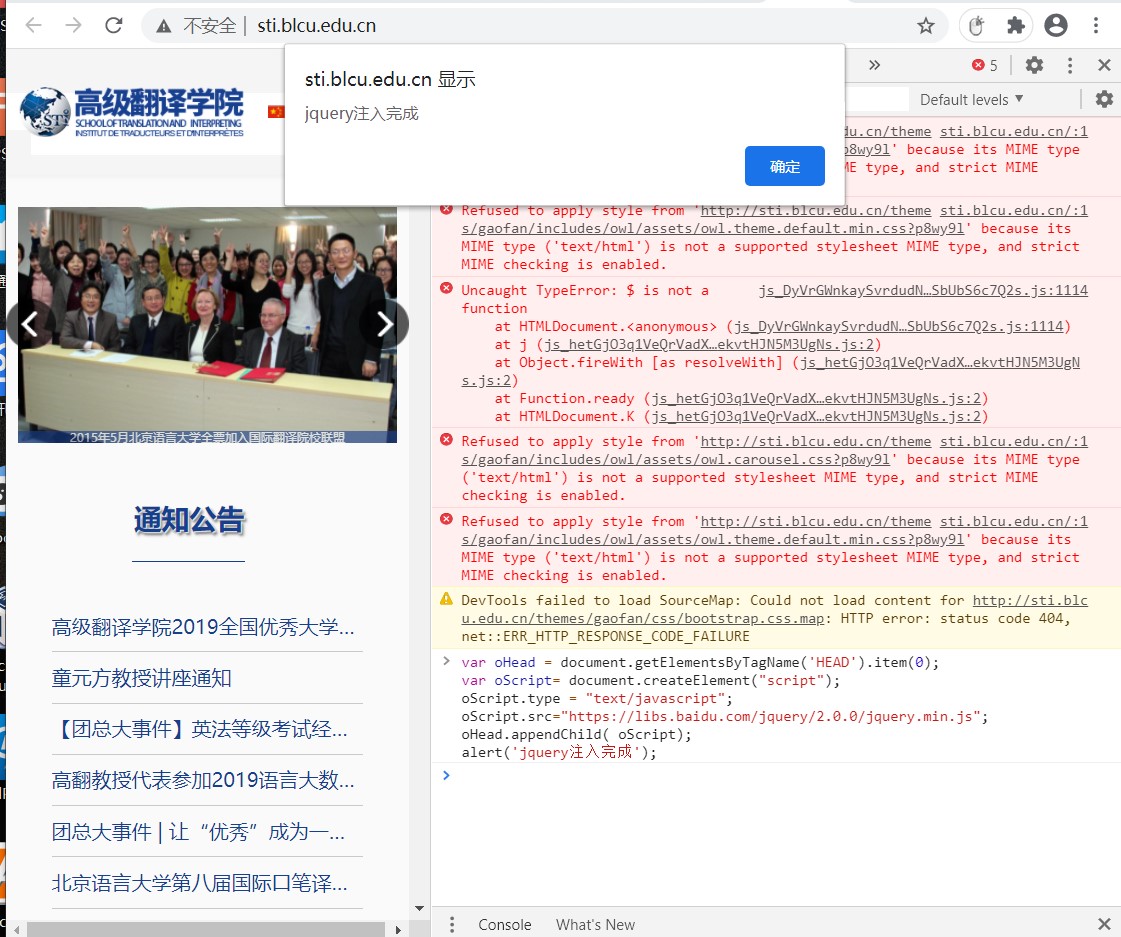 不安全 sti.blcu.edu.cn
sti.blcu.edu.cn 显示
jquery注入完成
确定
高级翻译学院
SCHOOL OF TRANSLATION AND INTERPRETING
INSTITUT DE TRADUCTEURS ET D'INTERPRÈTES
STI
2015年5月北京语言大学全票加入国际翻译院校联盟
通知公告
高级翻译学院2019全国优秀大学...
童元方教授讲座通知
【团总大事件】英法等级考试经...
高翻教授代表参加2019语言大数...
团总大事件 | 让“优秀”成为一...
北京语言大学第八届国际口笔译...
» 5
Default levels ▼
du.cn/theme sti.blcu.edu.cn/:1
p8wy9l' because its MIME type
ME type, and strict MIME
Refused to apply style from 'http://sti.blcu.edu.cn/theme sti.blcu.edu.cn/:1
s/gaofan/includes/owl/assets/owl.theme.default.min.css?p8wy9l' because its
MIME type ('text/html') is not a supported stylesheet MIME type, and strict
MIME checking is enabled.
Uncaught TypeError: $ is not a js_DyVrGWnkaySvrdudN…SbUbS6c7Q2s.js:1114
function
at HTMLDocument.<anonymous> (js_DyVrGWnkaySvrdudN…SbUbS6c7Q2s.js:1114)
at j (js_hetGjO3q1VeQrVadX…ekvtHJN5M3UgNs.js:2)
at Object.fireWith [as resolveWith] (js_hetGjO3q1VeQrVadX…ekvtHJN5M3UgN
s.js:2)
at Function.ready (js_hetGjO3q1VeQrVadX…ekvtHJN5M3UgNs.js:2)
at HTMLDocument.K (js_hetGjO3q1VeQrVadX…ekvtHJN5M3UgNs.js:2)
Refused to apply style from 'http://sti.blcu.edu.cn/theme sti.blcu.edu.cn/:1
s/gaofan/includes/owl/assets/owl.carousel.css?p8wy9l' because its MIME type
('text/html') is not a supported stylesheet MIME type, and strict MIME
checking is enabled.
Refused to apply style from 'http://sti.blcu.edu.cn/theme sti.blcu.edu.cn/:1
s/gaofan/includes/owl/assets/owl.theme.default.min.css?p8wy9l' because its
MIME type ('text/html') is not a supported stylesheet MIME type, and strict
MIME checking is enabled.
DevTools failed to load SourceMap: Could not load content for http://sti.blc
u.edu.cn/themes/gaofan/css/bootstrap.css.map: HTTP error: status code 404,
net::ERR_HTTP_RESPONSE_CODE_FAILURE
var oHead = document.getElementsByTagName('HEAD').item(0);
var oScript= document.createElement("script");
oScript.type = "text/javascript";
oScript.src="https://libs.baidu.com/jquery/2.0.0/jquery.min.js";
oHead.appendChild( oScript);
alert('jquery注入完成');
Console What's New